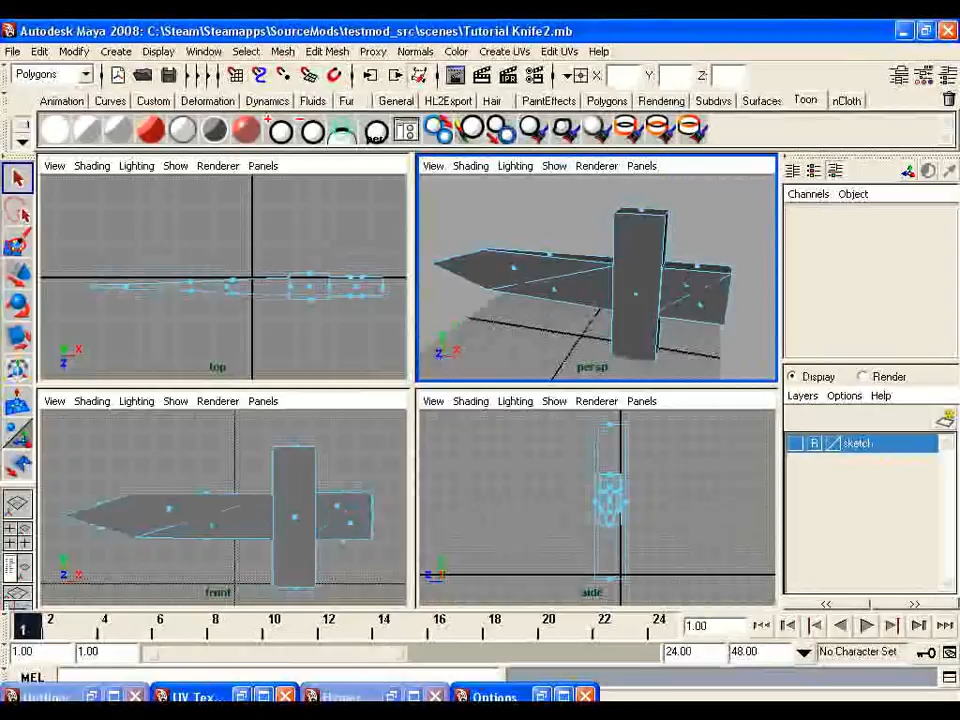 Autodesk Maya 2008: C:\Steam\Steamapps\SourceMods\testmod_src\scenes\Tutorial Knife2.mb
File Edit Modify Create Display Window Select Mesh Edit Mesh Proxy Normals Color Create UVs Edit UVs Help
Polygons X: Y: Z:
Animation Curves Custom Deformation Dynamics Fluids Fur General HL2Export Hair PaintEffects Polygons Rendering Subdivs Surfaces Toon nCloth
View Shading Lighting Show Renderer Panels
View Shading Lighting Show Renderer Panels
Channels Object
top
persp
Display Render
Layers Options Help
View Shading Lighting Show Renderer Panels
View Shading Lighting Show Renderer Panels
R sketch
front
side
1 2 4 6 8 10 12 14 16 18 20 22 24 1.00
1.00 1.00 24.00 48.00 No Character Set
MEL
UV Tex... Options